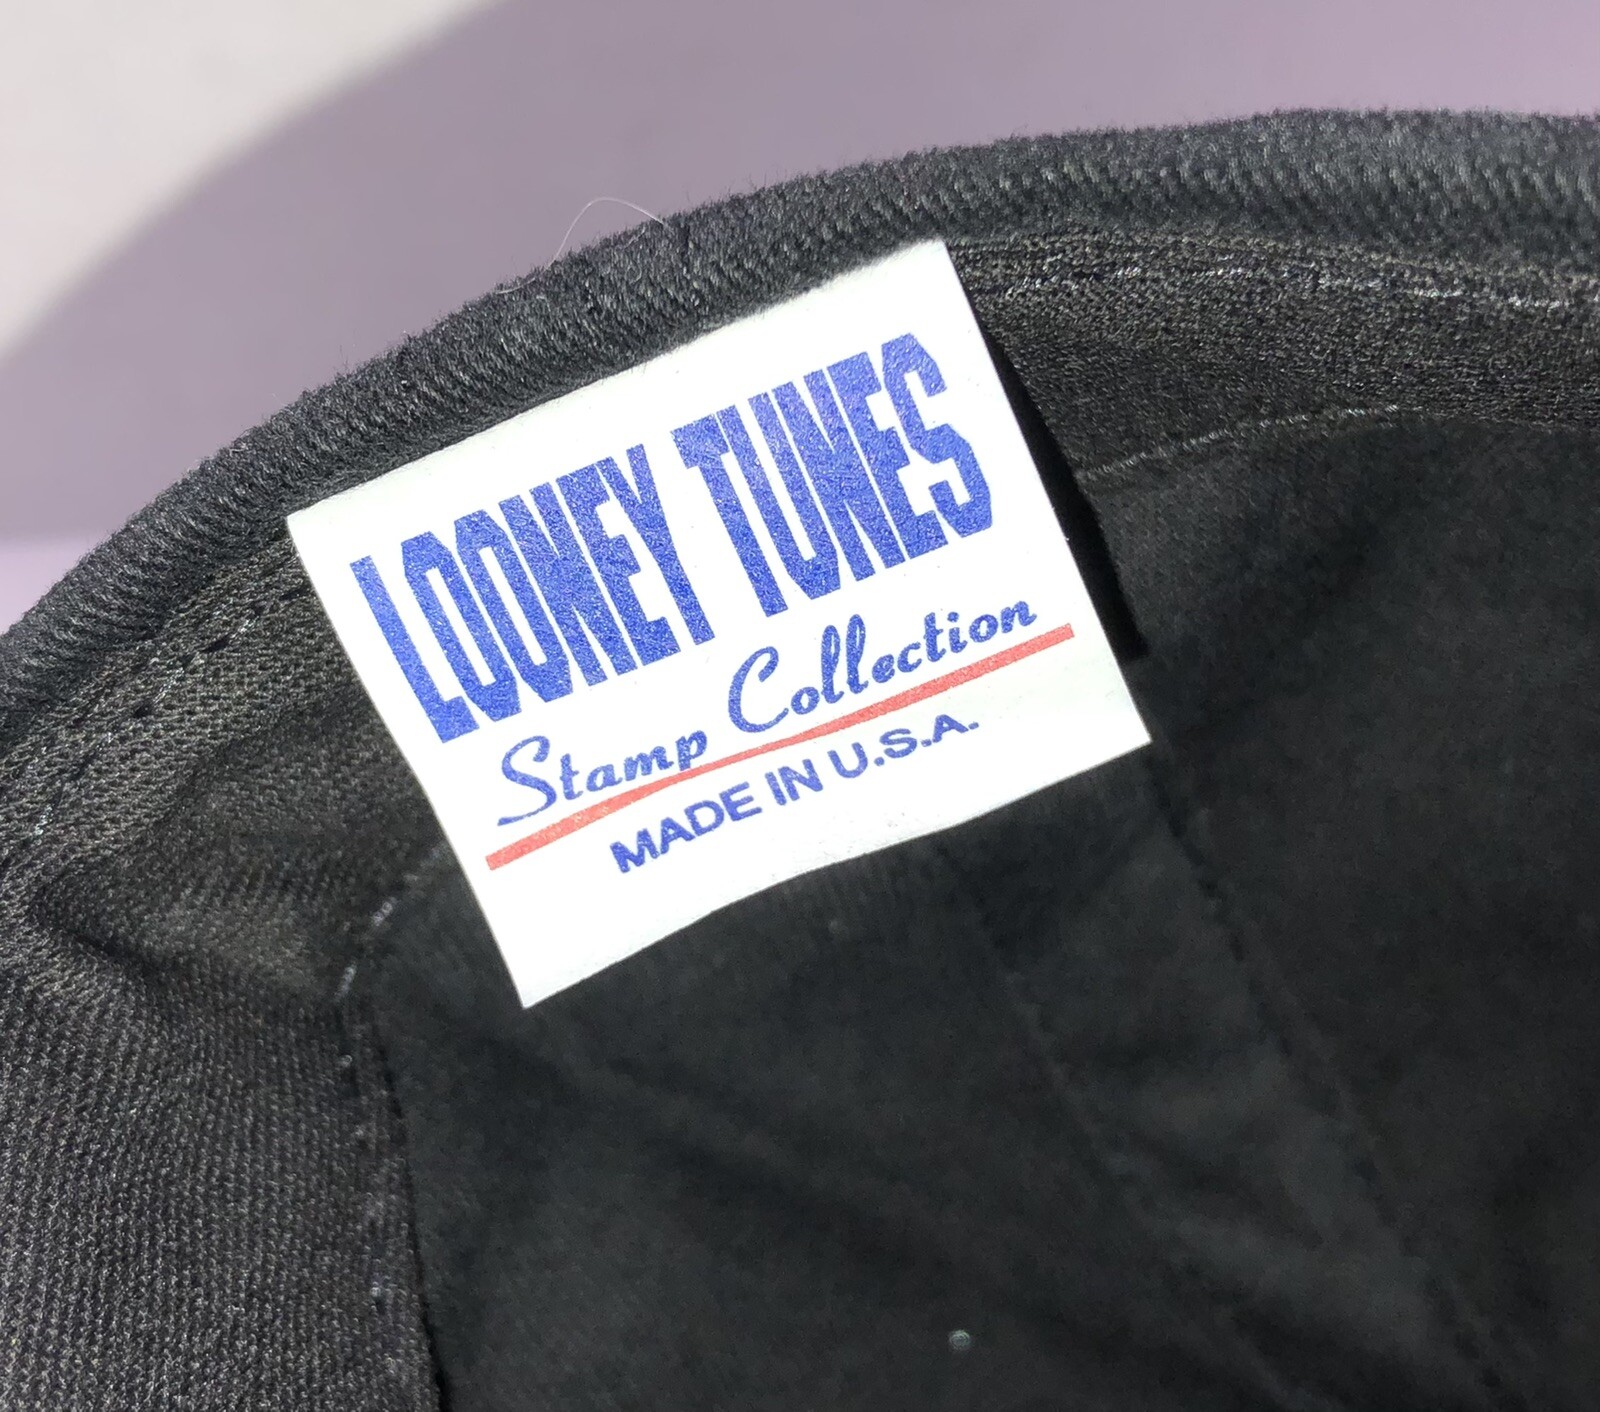 LOONEY TUNES
Stamp Collection
MADE IN U.S.A.